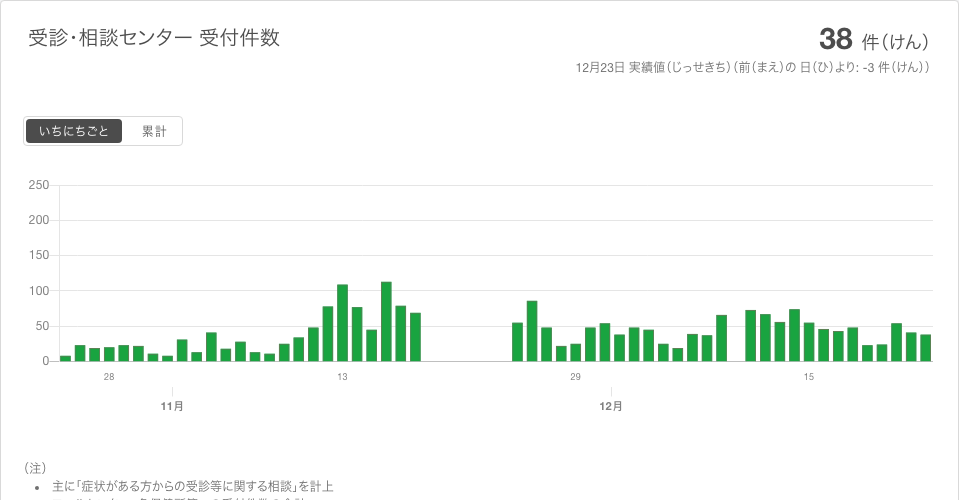 受診・相談センター 受付件数
38 件（けん）
12月23日 実績値（じっせきち）（前（まえ）の 日（ひ）より: -3 件（けん））
いちにちごと 累計
250
200
150
100
50
0
28 13 29 15
11月 12月
（注）
• 主に「症状がある方からの受診等に関する相談」を計上